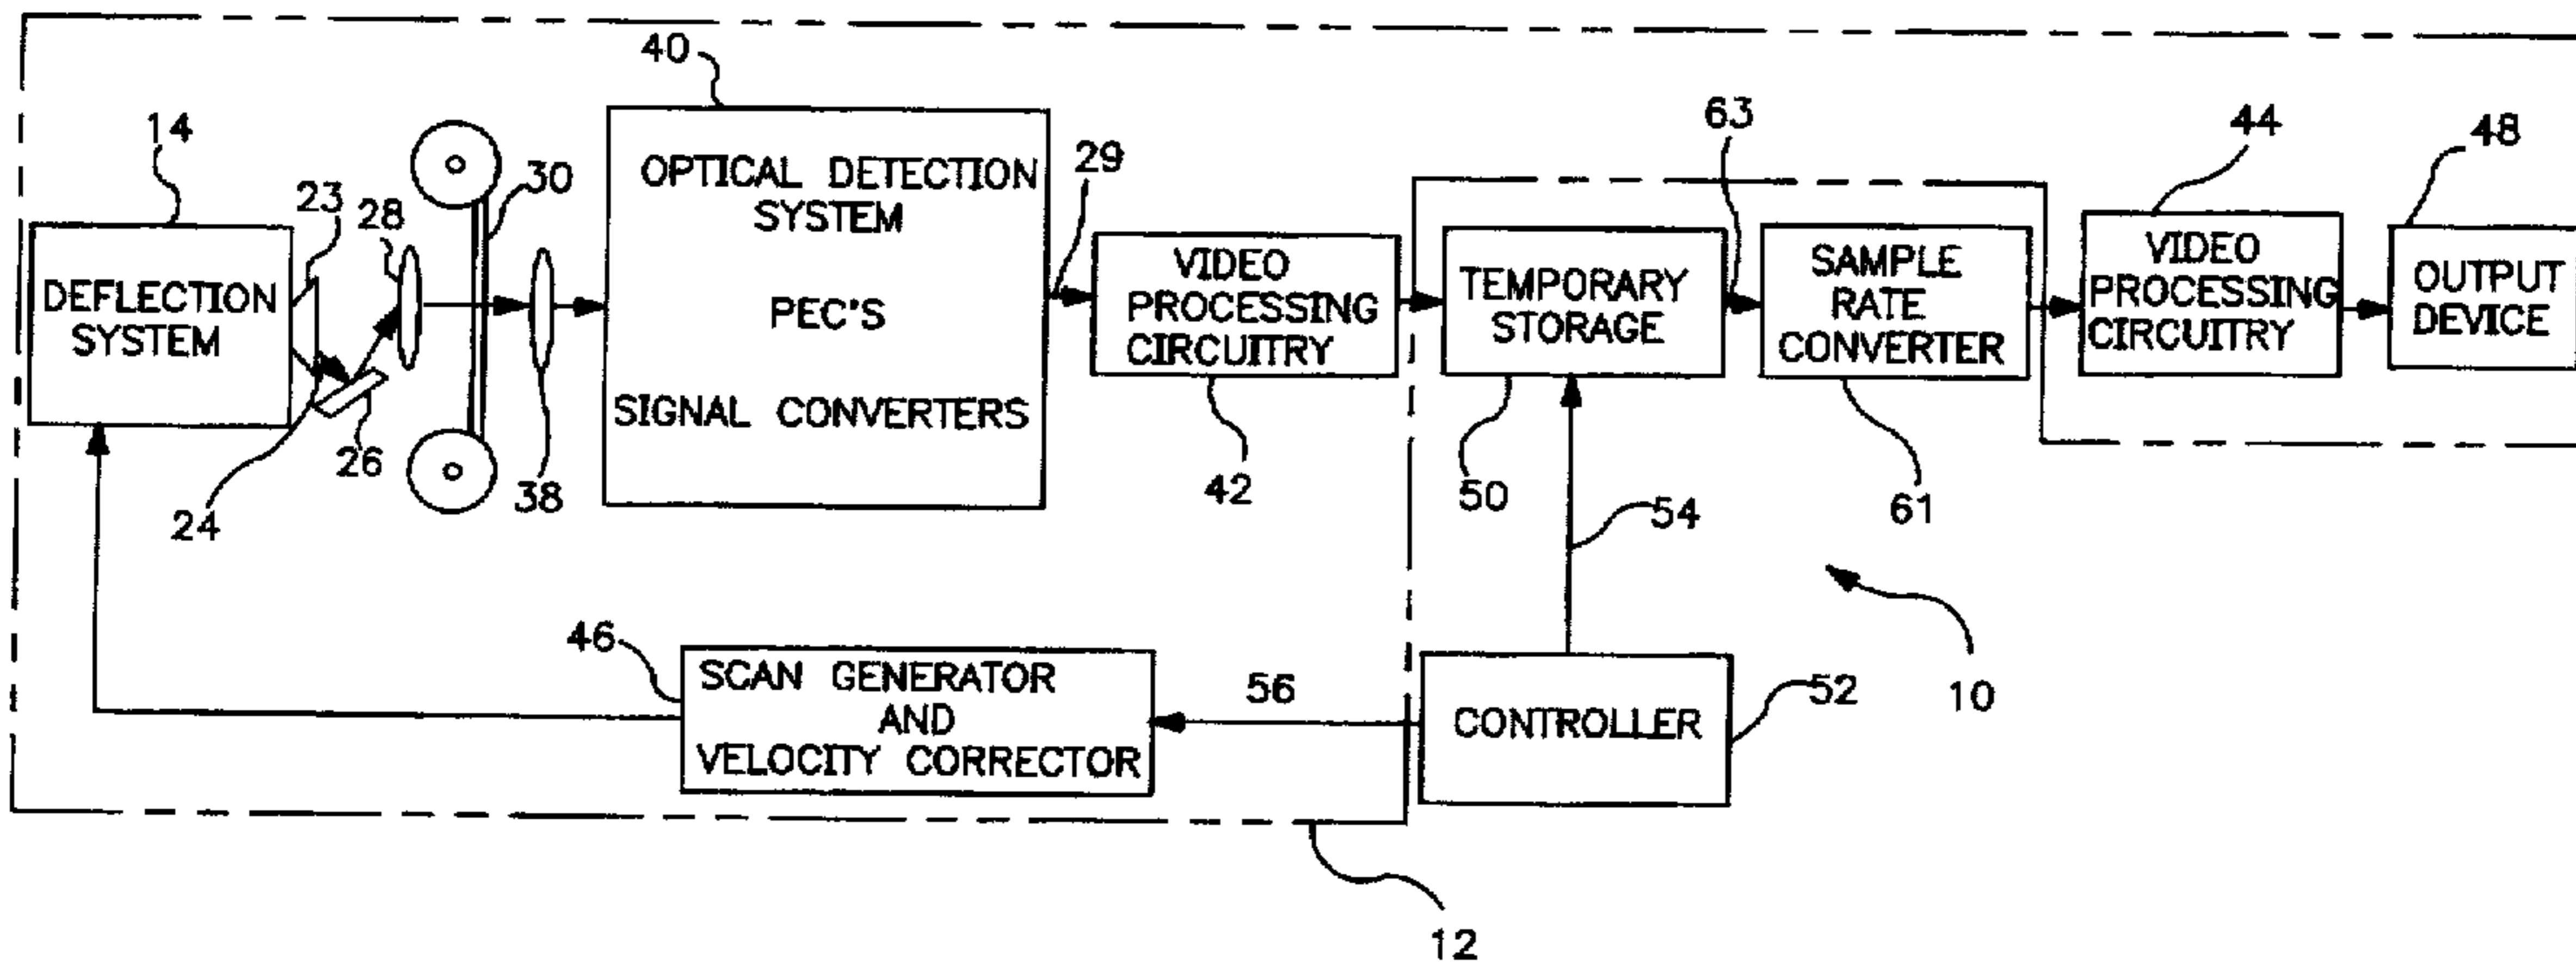 40
14
23
28
30
29
63
44
48
DEFLECTION
SYSTEM
OPTICAL DETECTION
SYSTEM
PEC'S
SIGNAL CONVERTERS
VIDEO
PROCESSING
CIRCUITRY
TEMPORARY
STORAGE
SAMPLE
RATE
CONVERTER
VIDEO
PROCESSING
CIRCUITRY
OUTPUT
DEVICE
24
26
38
42
50
54
61
46
SCAN GENERATOR
AND
VELOCITY CORRECTOR
56
CONTROLLER
52
10
12